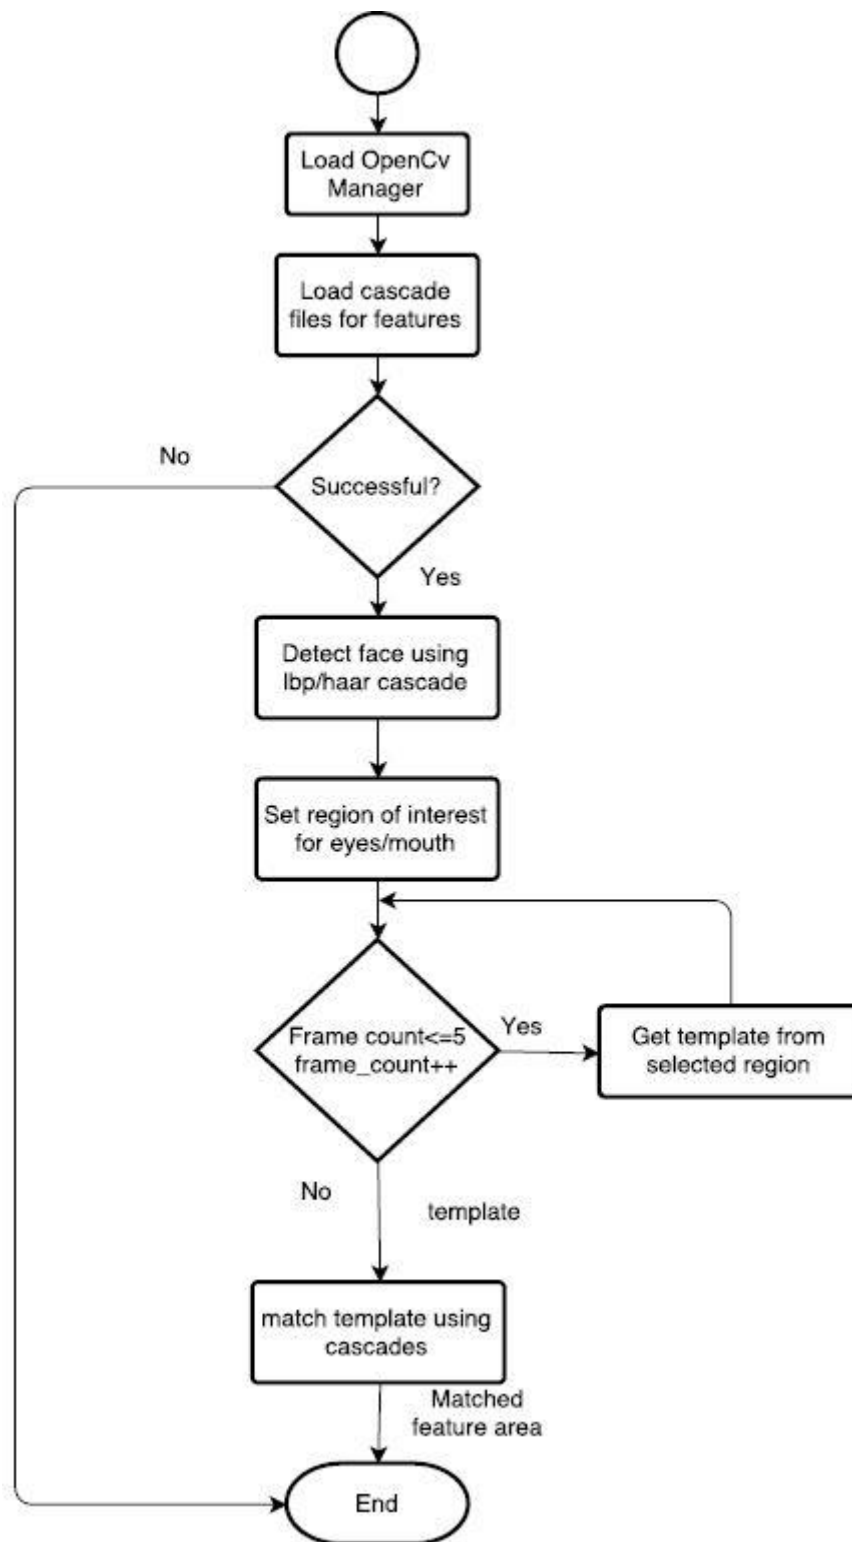 Load OpenCv
Manager
Load cascade
files for features
No
Successful?
Yes
Detect face using
lbp/haar cascade
Set region of interest
for eyes/mouth
Frame count<=5
frame_count++
Yes
Get template from
selected region
No
template
match template using
cascades
Matched
feature area
End